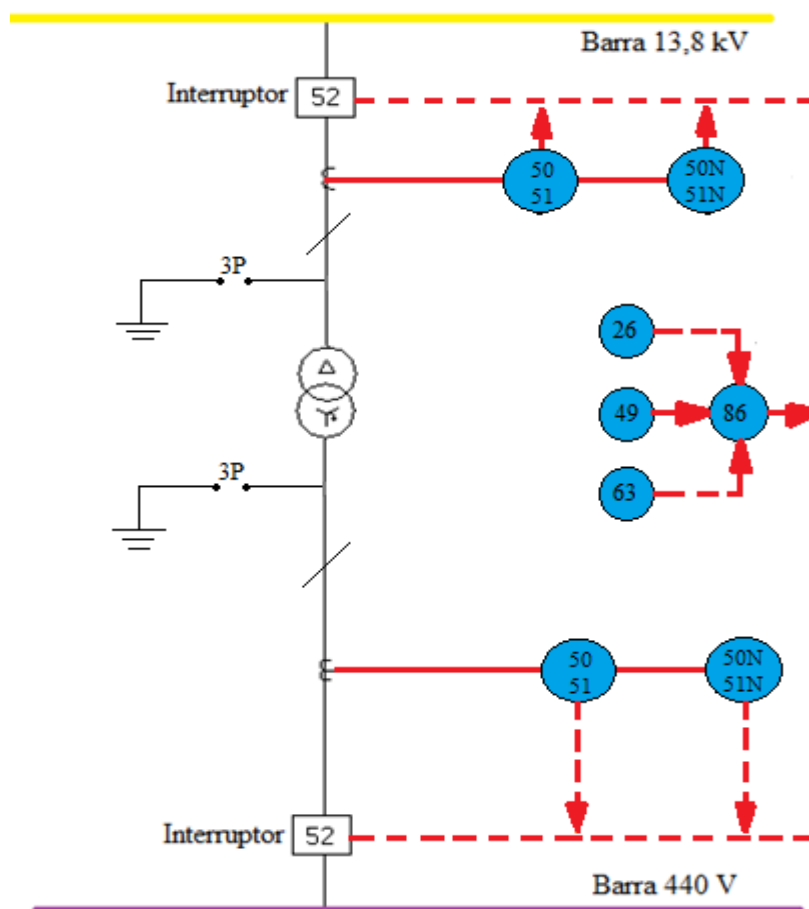 Barra 13,8 kV
Interruptor 52
50
51
50N
51N
3P
26
49
86
63
3P
50
51
50N
51N
Interruptor 52
Barra 440 V